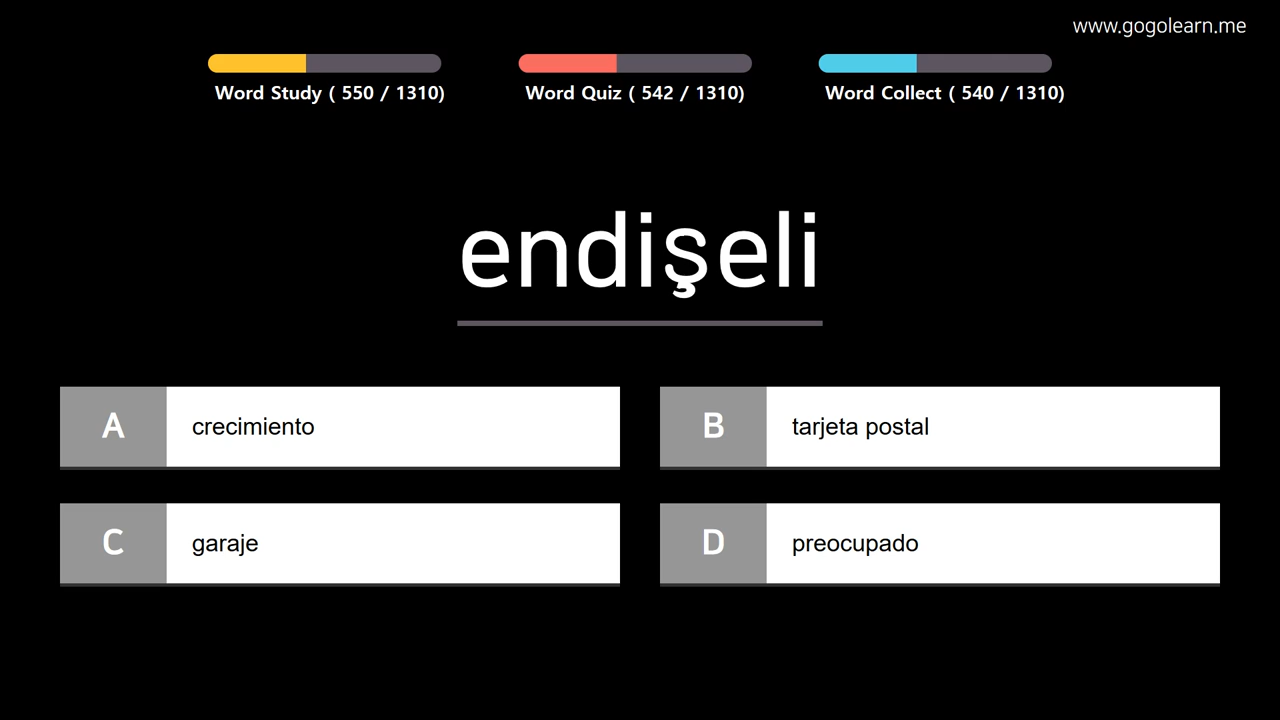 www.gogolearn.me
Word Study ( 550 / 1310)
Word Quiz ( 542 / 1310)
Word Collect ( 540 / 1310)
endişeli
A crecimiento
B tarjeta postal
C garaje
D preocupado